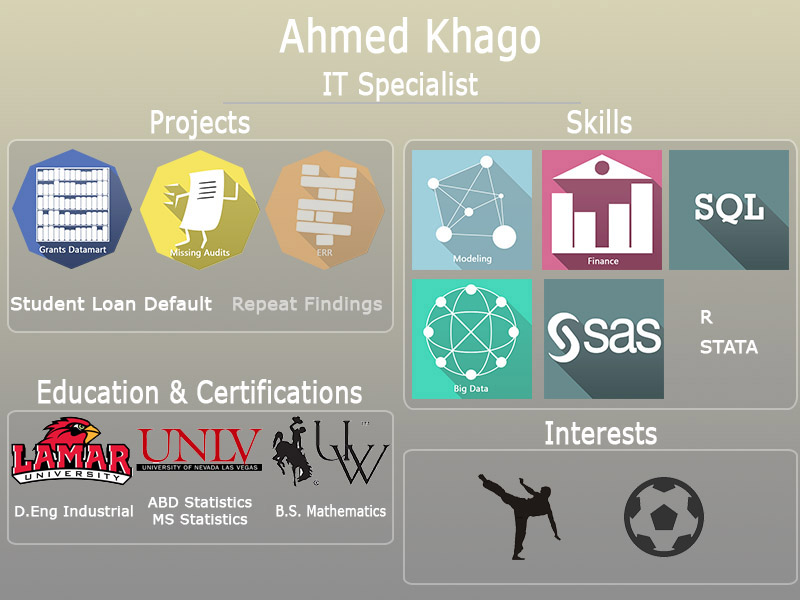 Ahmed Khago
IT Specialist
Projects
Grants Datamart
Missing Audits
ERR
Student Loan Default
Repeat Findings
Skills
Modeling
Finance
SQL
Big Data
sas
R
STATA
Education & Certifications
LAMAR
UNIVERSITY
D.Eng Industrial
UNLV
UNIVERSITY OF NEVADA LAS VEGAS
ABD Statistics
MS Statistics
UW
B.S. Mathematics
Interests